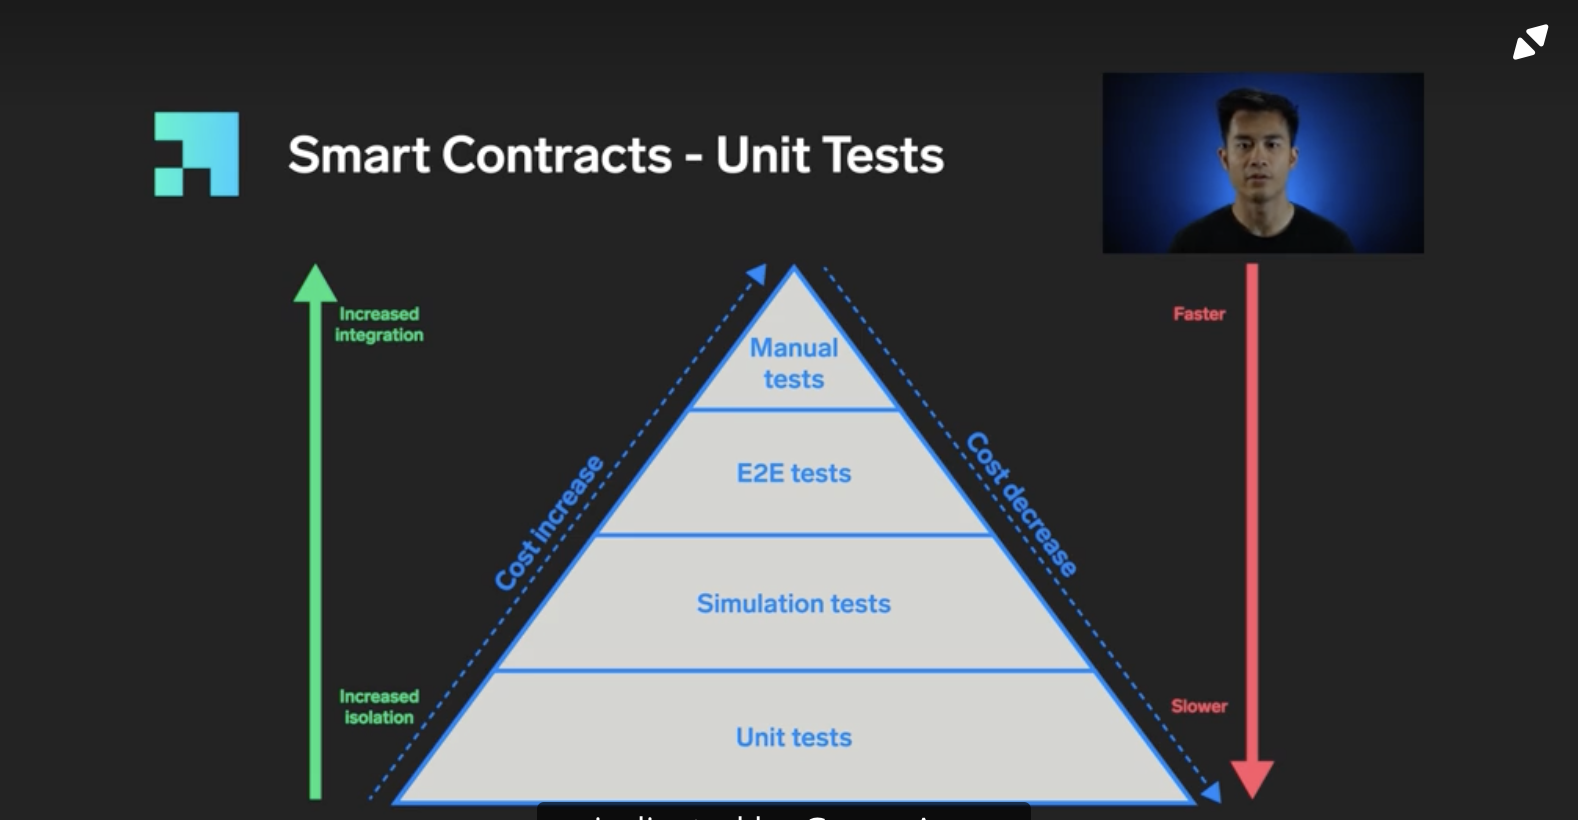 Smart Contracts - Unit Tests
Increased
integration
Faster
Manual
tests
E2E tests
Cost increase
Cost decrease
Simulation tests
Increased
isolation
Slower
Unit tests